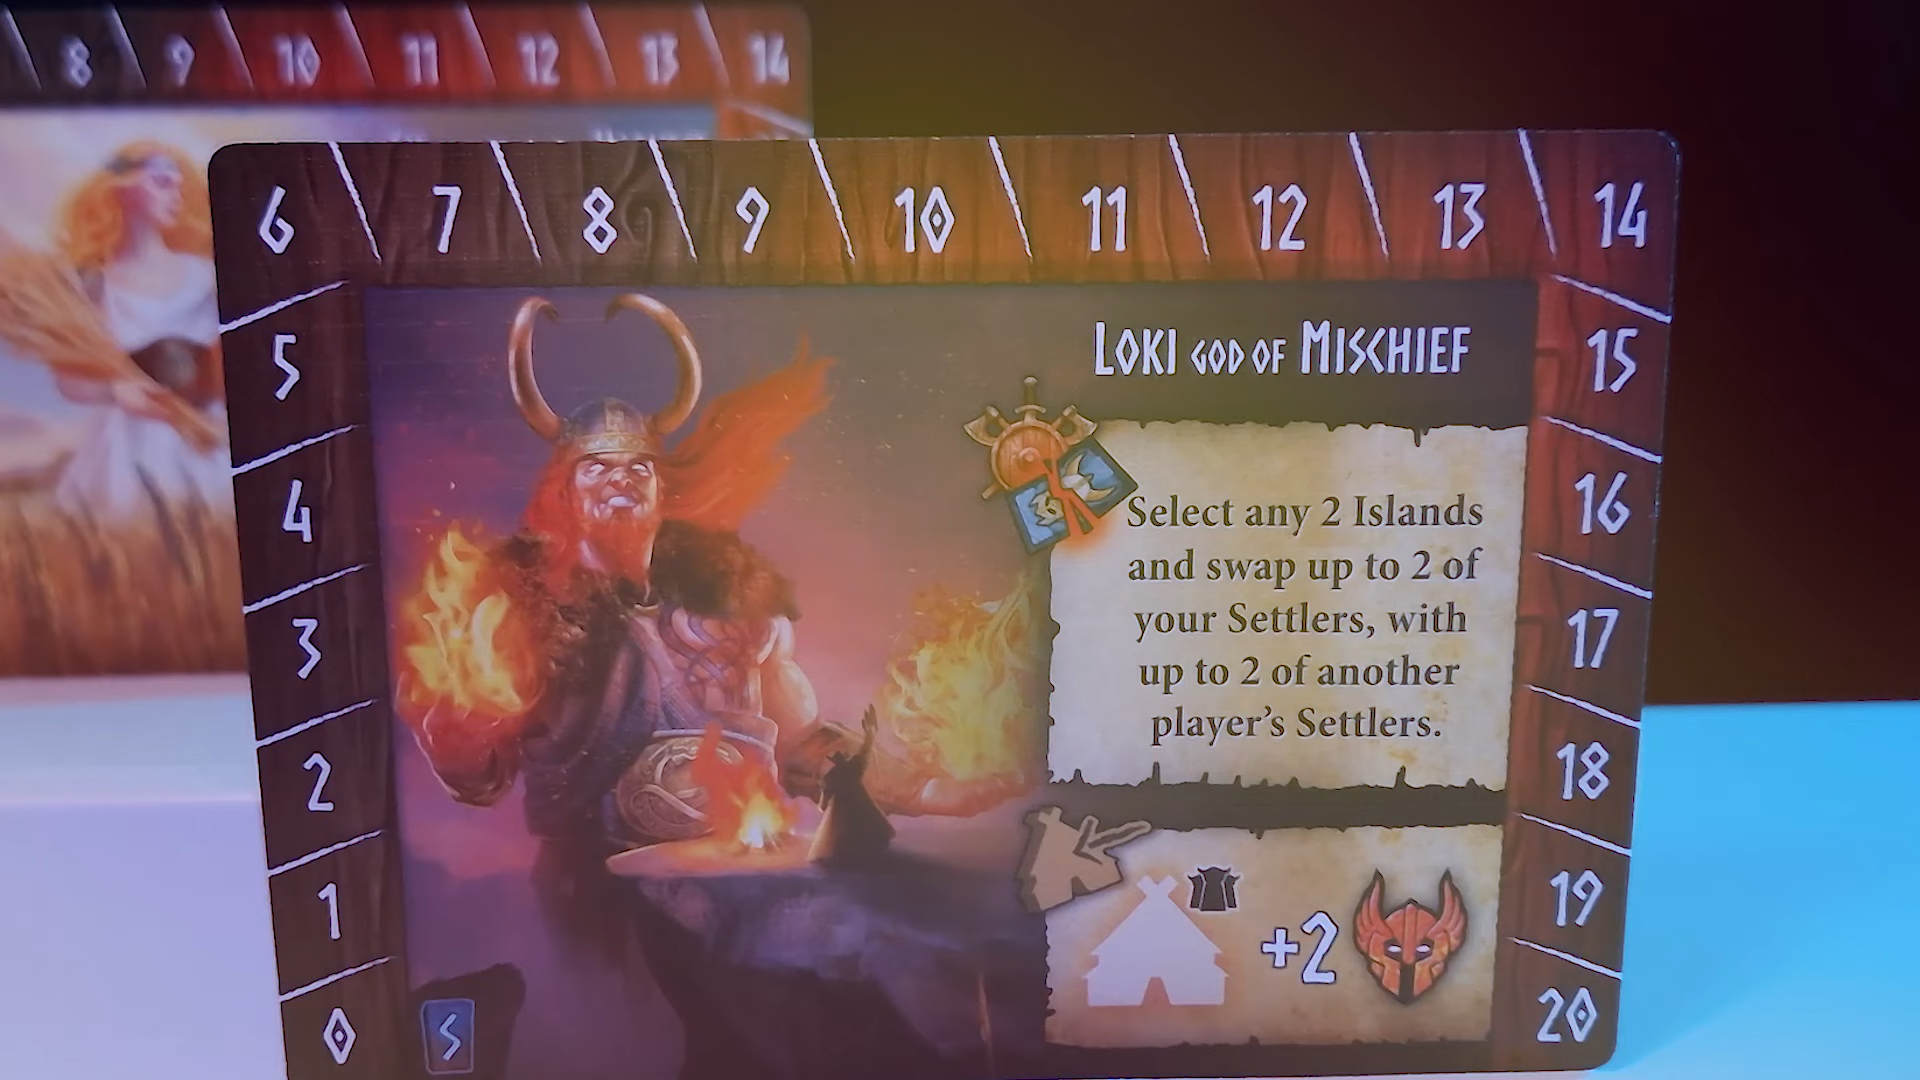 8 9 10 11 12 13 14
6 7 8 9 10 11 12 13 14
5
4
3
2
1
0
LOKI GOD OF MISCHIEF
Select any 2 Islands
and swap up to 2 of
your Settlers, with
up to 2 of another
player's Settlers.
+2
15
16
17
18
19
20